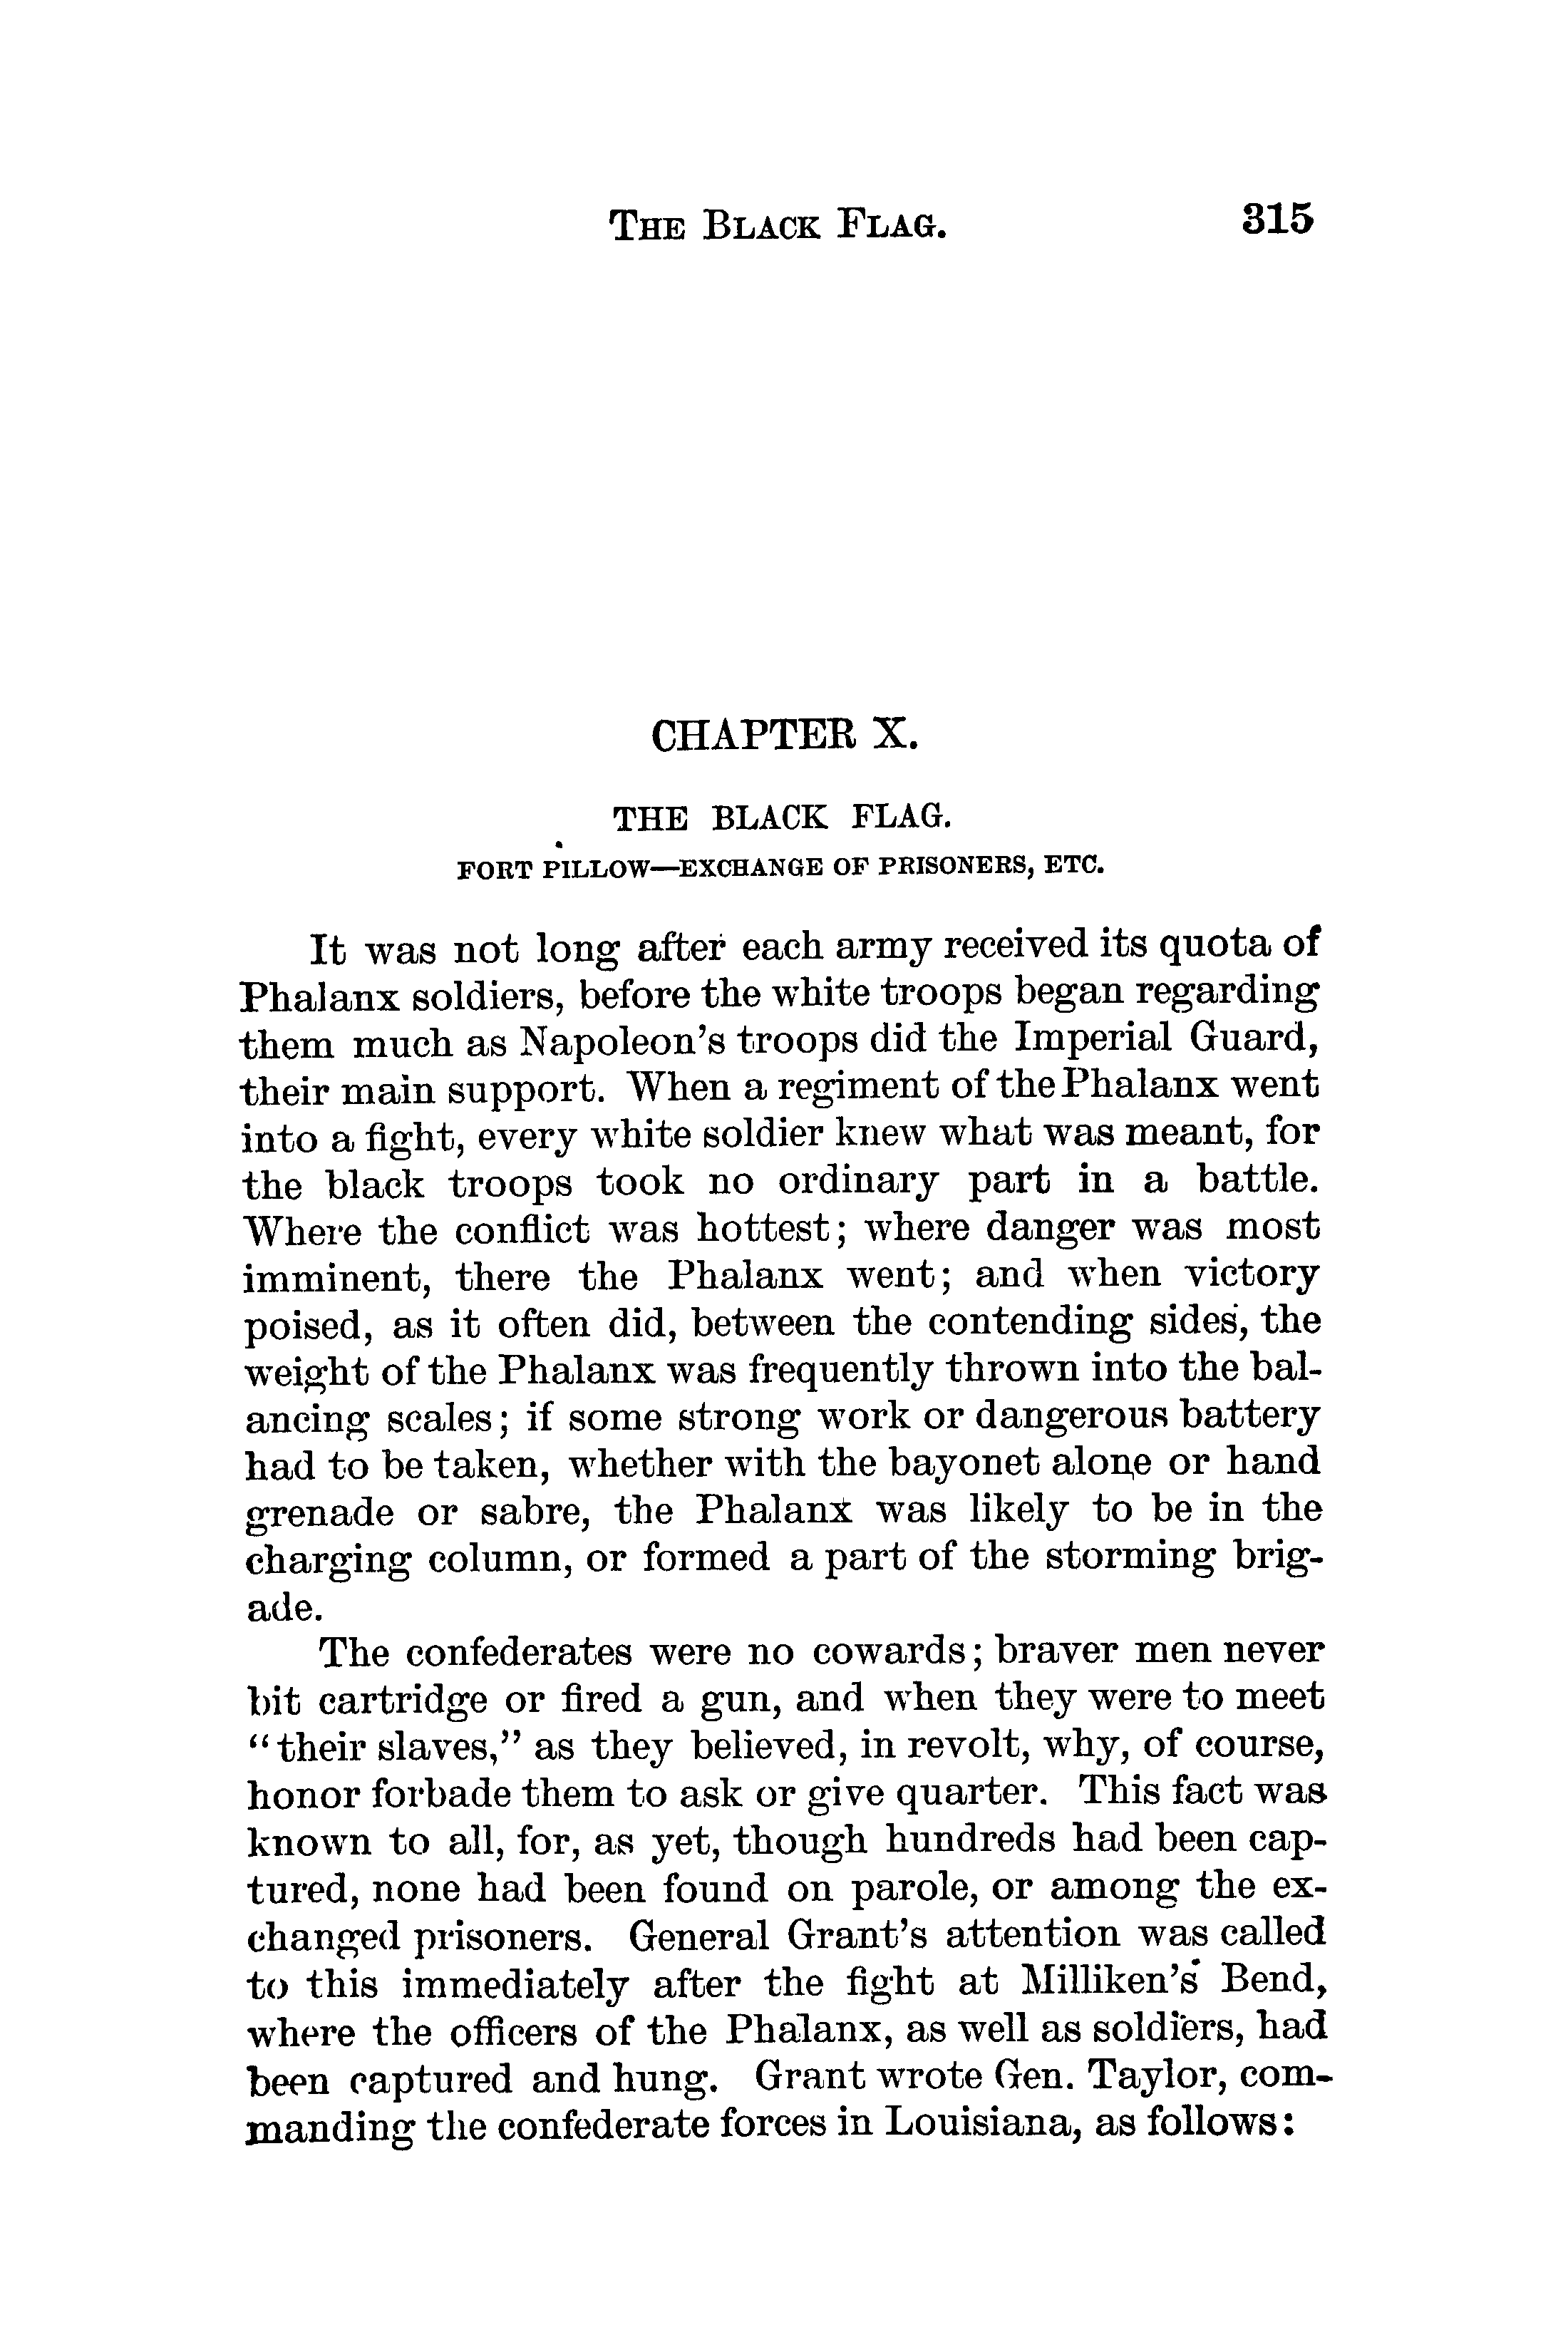 THE BLACK FLAG. 315
CHAPTER X.
THE BLACK FLAG.
FORT PILLOW—EXCHANGE OF PRISONERS, ETC.
It was not long after each army received its quota of
Phalanx soldiers, before the white troops began regarding
them much as Napoleon's troops did the Imperial Guard,
their main support. When a regiment of the Phalanx went
into a fight, every white soldier knew what was meant, for
the black troops took no ordinary part in a battle.
Where the conflict was hottest; where danger was most
imminent, there the Phalanx went; and when victory
poised, as it often did, between the contending sides, the
weight of the Phalanx was frequently thrown into the bal-
ancing scales; if some strong work or dangerous battery
had to be taken, whether with the bayonet alone or hand
grenade or sabre, the Phalanx was likely to be in the
charging column, or formed a part of the storming brig-
ade.
The confederates were no cowards; braver men never
bit cartridge or fired a gun, and when they were to meet
"their slaves," as they believed, in revolt, why, of course,
honor forbade them to ask or give quarter. This fact was
known to all, for, as yet, though hundreds had been cap-
tured, none had been found on parole, or among the ex-
changed prisoners. General Grant's attention was called
to this immediately after the fight at Milliken's Bend,
where the officers of the Phalanx, as well as soldiers, had
been captured and hung. Grant wrote Gen. Taylor, com-
manding the confederate forces in Louisiana, as follows: